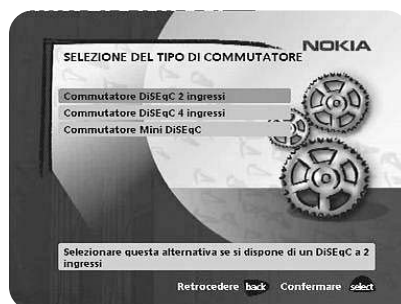 NOKIA
SELEZIONE DEL TIPO DI COMMUTATORE
Commutatore DiSEqC 2 ingressi
Commutatore DiSEqC 4 ingressi
Commutatore Mini DiSEqC
Selezionare questa alternativa se si dispone di un DiSEqC a 2
ingressi
Retrocedere back Confermare select